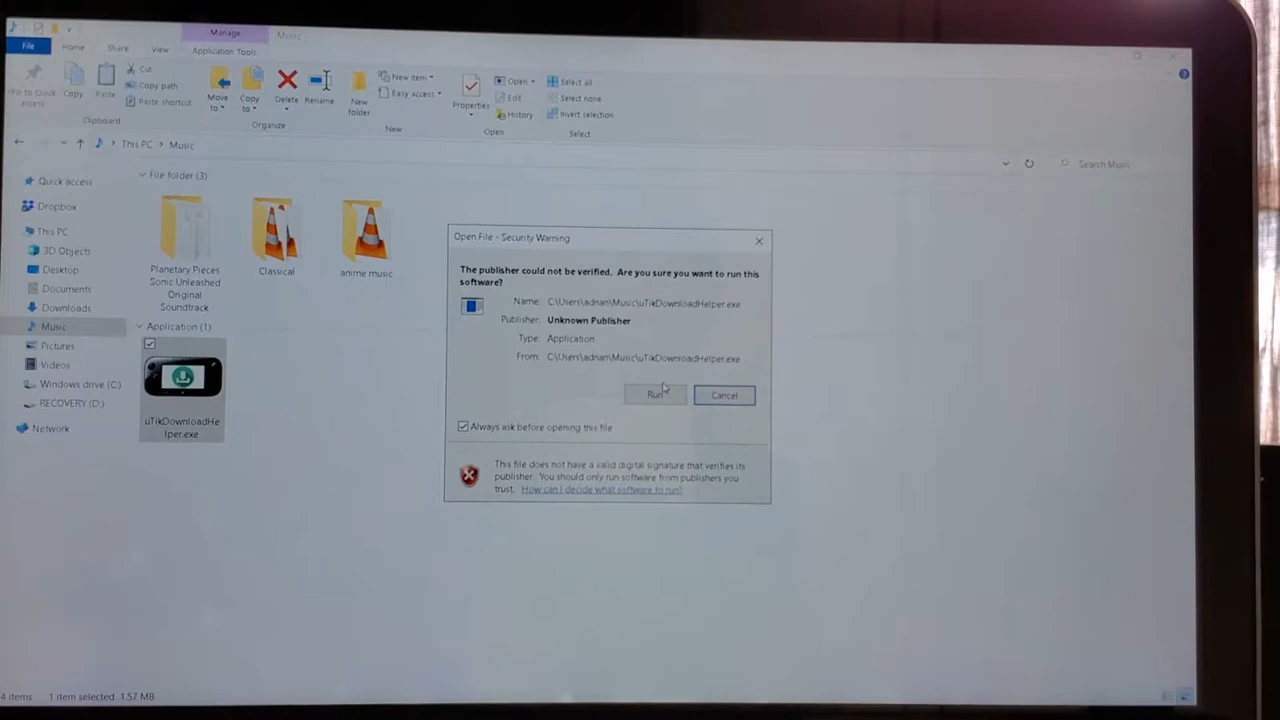 Manage
Music
File
Home
Share
View
Application Tools
Pin to Quick
access
Copy
Paste
Cut
Copy path
Paste shortcut
Clipboard
Move
to
Copy
to
Delete
Rename
Organize
New
folder
New item
Easy access
New
Properties
Open
Edit
History
Open
Select all
Select none
Invert selection
Select
This PC > Music
Search Music
Quick access
Dropbox
This PC
3D Objects
Desktop
Documents
Downloads
Music
Pictures
Videos
Windows drive (C:)
RECOVERY (D:)
Network
File folder (3)
Planetary Pieces
Sonic Unleashed
Original
Soundtrack
Classical
anime music
Application (1)
uTikDownloadHe
lper.exe
Open File - Security Warning
The publisher could not be verified. Are you sure you want to run this
software?
Name: C:\Users\adnan\Music\uTikDownloadHelper.exe
Publisher: Unknown Publisher
Type: Application
From: C:\Users\adnan\Music\uTikDownloadHelper.exe
Run
Cancel
Always ask before opening this file
This file does not have a valid digital signature that verifies its
publisher. You should only run software from publishers you
trust. How can I decide what software to run?
4 items 1 item selected 1.57 MB